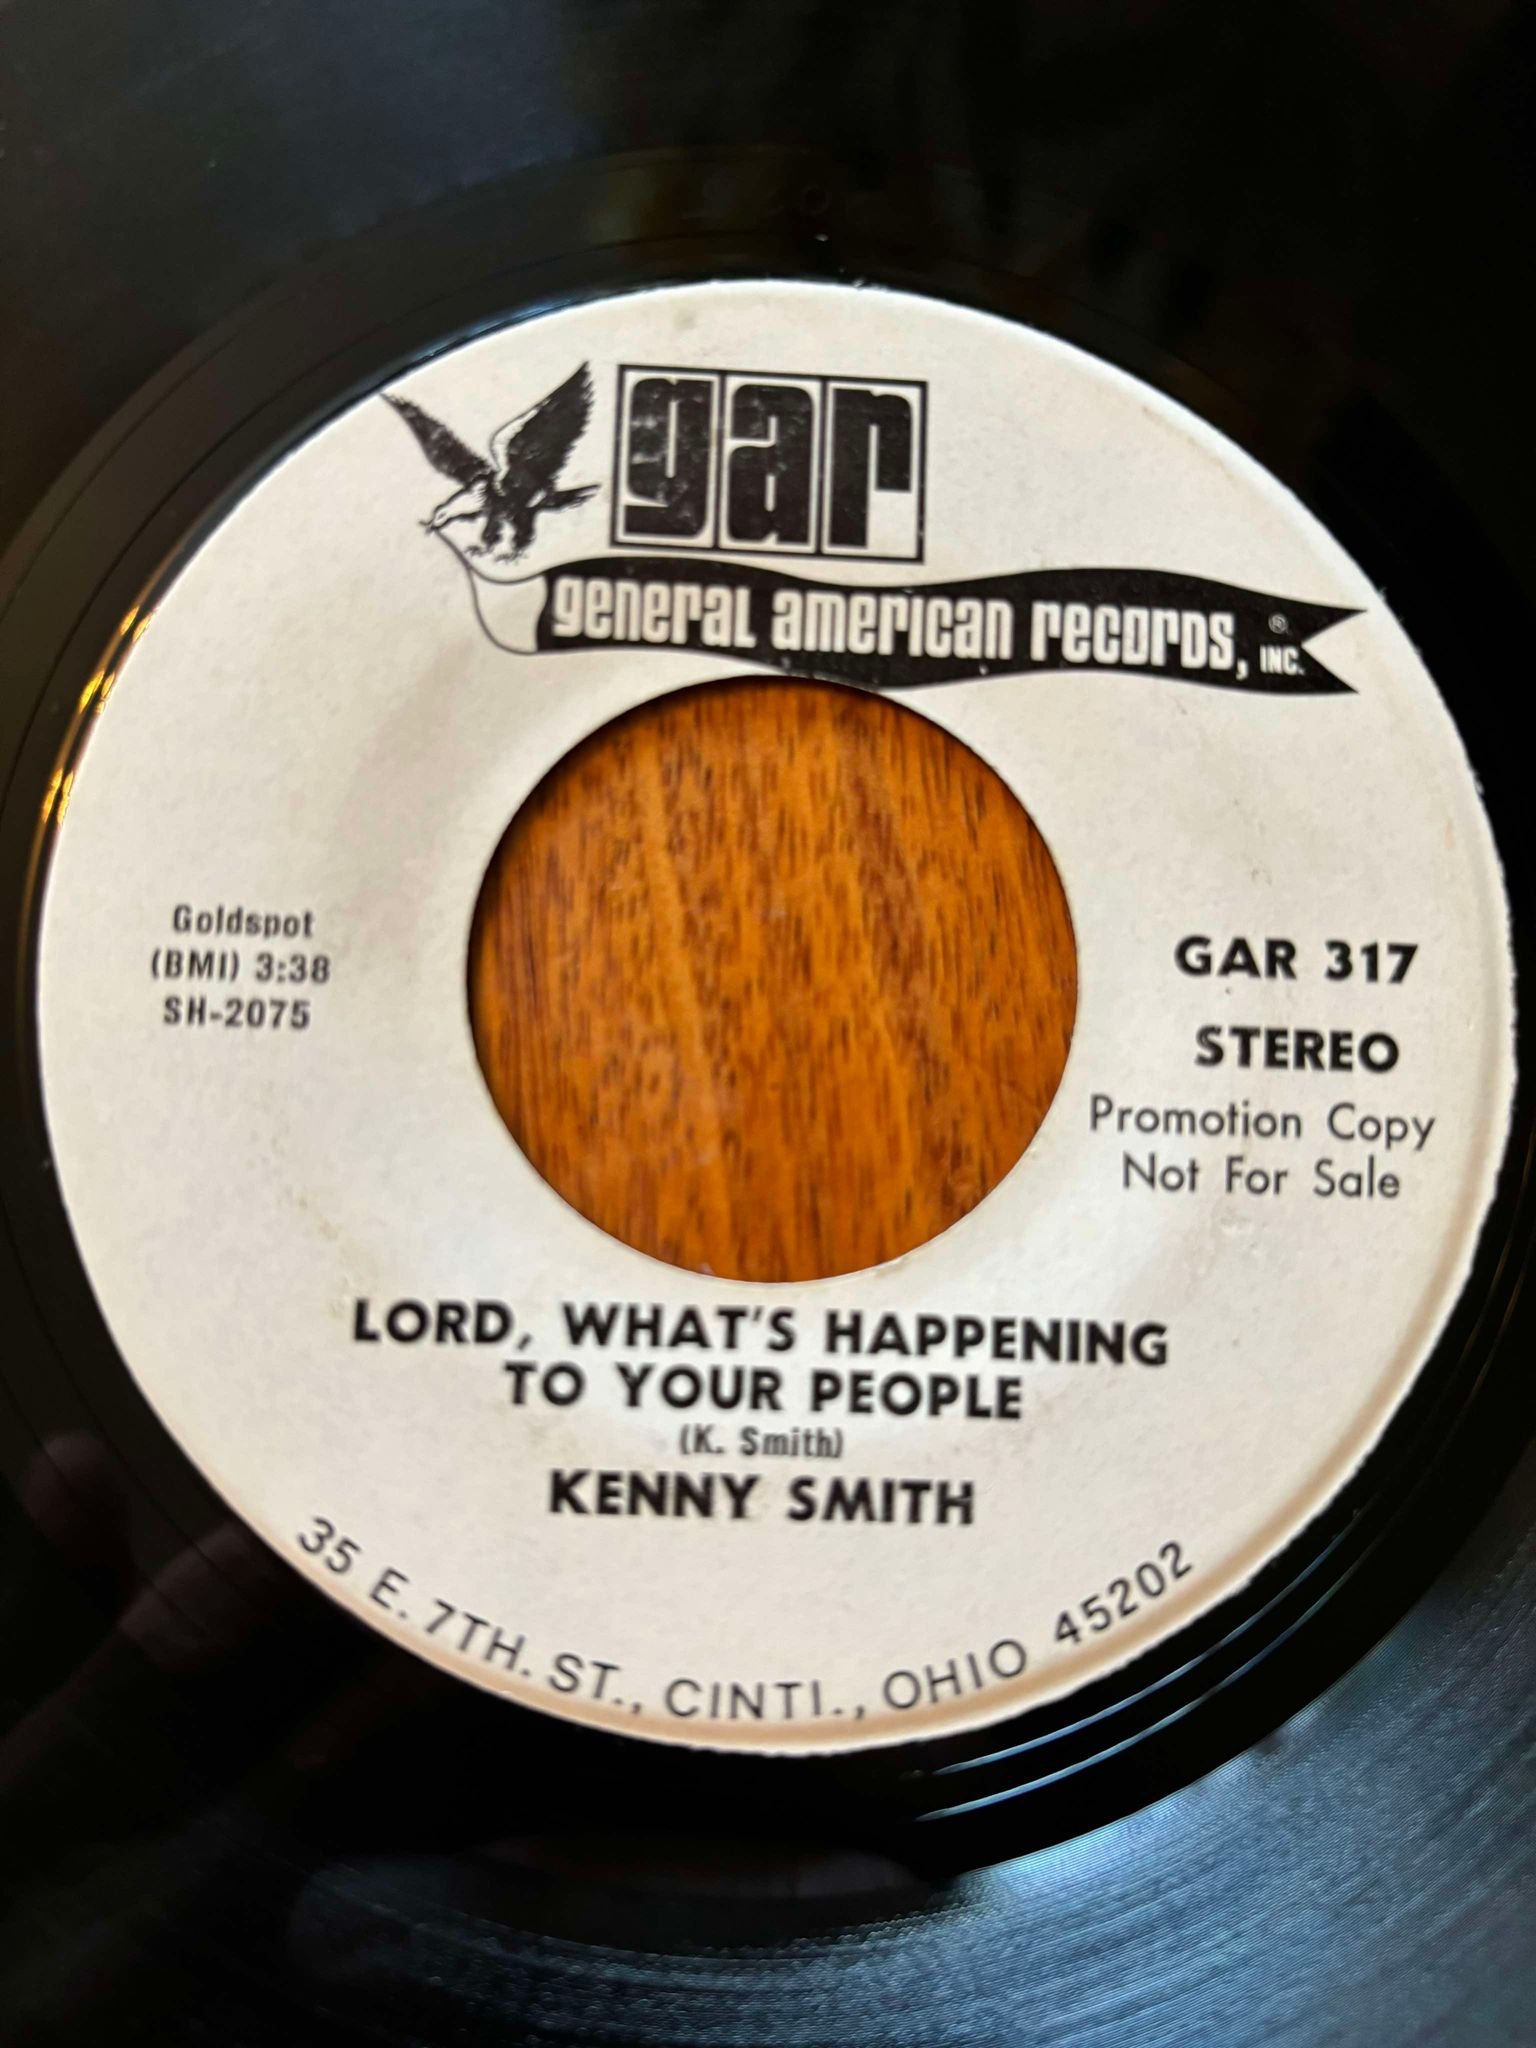 gar
general american records, INC. ®
Goldspot
(BMI) 3:38
SH-2075
GAR 317
STEREO
Promotion Copy
Not For Sale
LORD, WHAT'S HAPPENING
TO YOUR PEOPLE
(K. Smith)
KENNY SMITH
35 E. 7TH. ST., CINTI., OHIO 45202